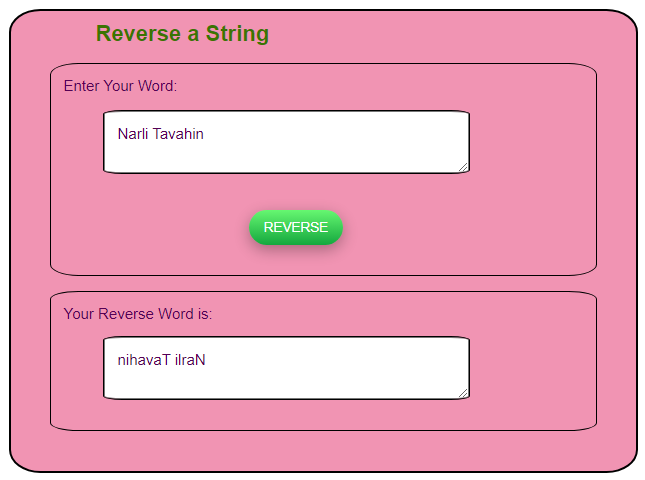 Reverse a String
Enter Your Word:
Narli Tavahin
REVERSE
Your Reverse Word is:
nihavaT ilraN